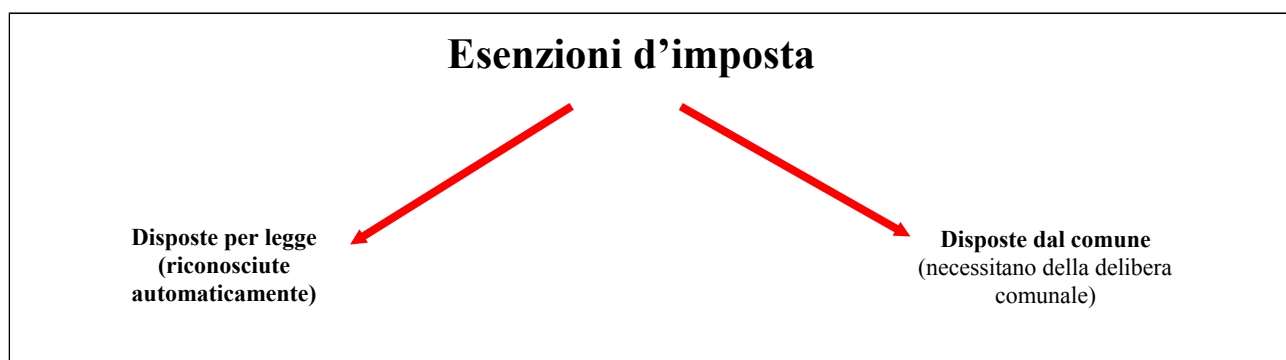 Esenzioni d’imposta
Disposte per legge
(riconosciute
automaticamente)
Disposte dal comune
(necessitano della delibera
comunale)